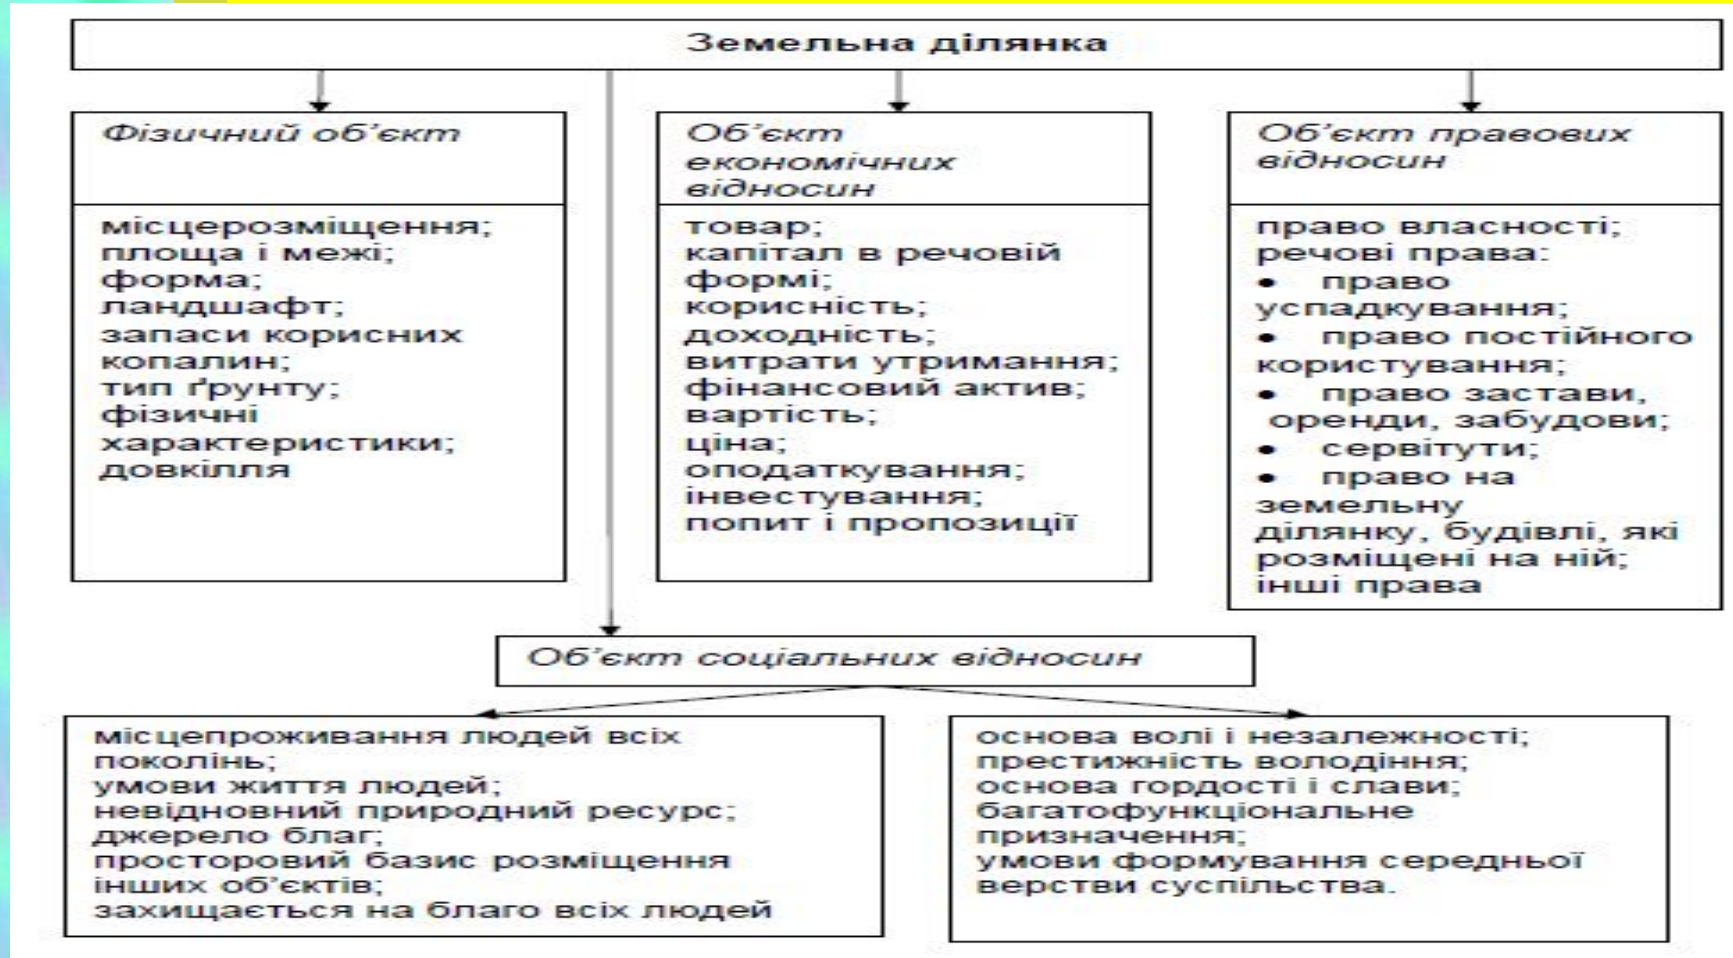 Земельна ділянка
Фізичний об’єкт
місцерозміщення;
площа і межі;
форма;
ландшафт;
запаси корисних
копалин;
тип ґрунту;
фізичні
характеристики;
довкілля
Об’єкт
економічних
відносин
товар;
капітал в речовій
формі;
корисність;
доходність;
витрати утримання;
фінансовий актив;
вартість;
ціна;
оподаткування;
інвестування;
попит і пропозиції
Об’єкт правових
відносин
право власності;
речові права:
• право
успадкування;
• право постійного
користування;
• право застави,
оренди, забудови;
• сервітути;
• право на
земельну
ділянку, будівлі, які
розміщені на ній;
інші права
Об’єкт соціальних відносин
місцепроживання людей всіх
поколінь;
умови життя людей;
невідновний природний ресурс;
джерело благ;
просторовий базис розміщення
інших об’єктів;
захищається на благо всіх людей
основа волі і незалежності;
престижність володіння;
основа гордості і слави;
багатофункціональне
призначення;
умови формування середньої
верстви суспільства.